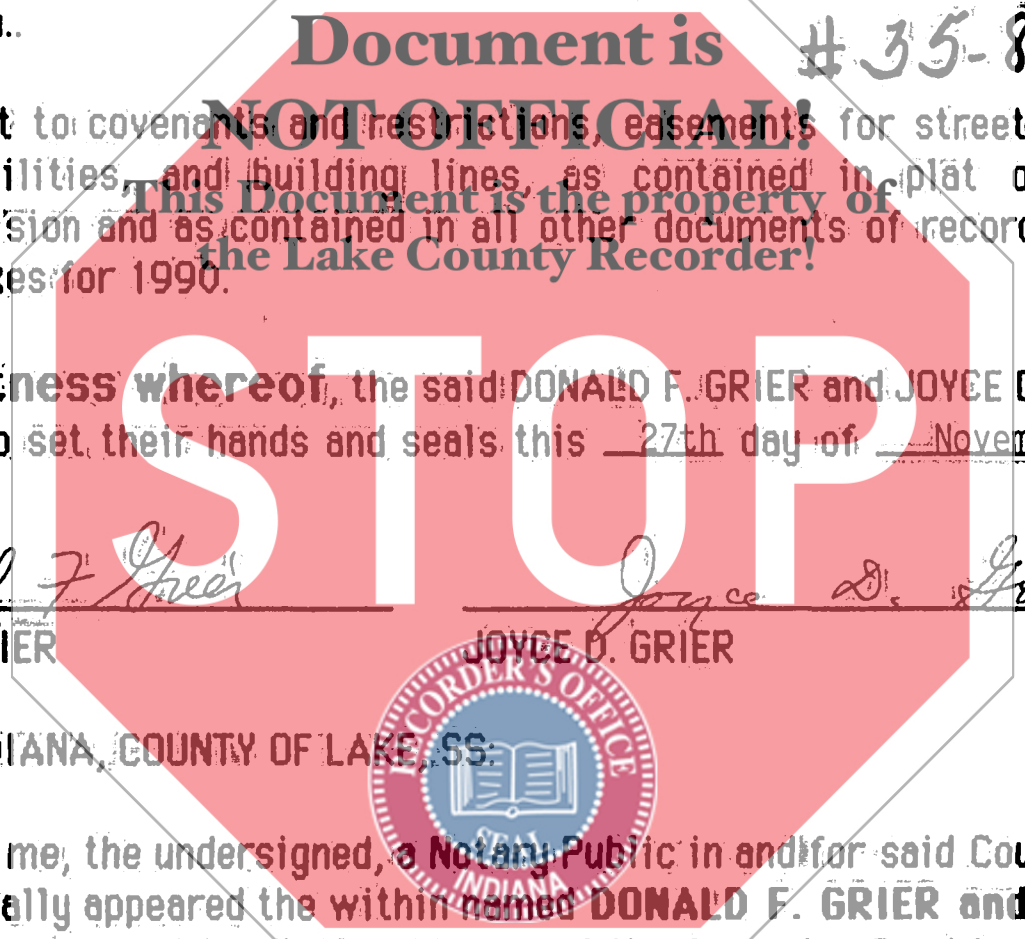 Document is
# 35-8
NOT OFFICIAL!
t to covenants and restrictions, easements for street
ilities, and building lines, as contained in plat o
This Document is the property of
sion and as contained in all other documents of record
the Lake County Recorder!
es for 1990.
STOP
ness whereof, the said DONALD F. GRIER and JOYCE D
o set their hands and seals this 27th day of Novem
F Grier
Joyce D. Gr
IER
JOYCE D. GRIER
RECORDER'S OFFICE
IANA, COUNTY OF LAKE, SS:
SEAL
INDIANA
me, the undersigned, a Notary Public in and for said Cou
ally appeared the within named DONALD F. GRIER and